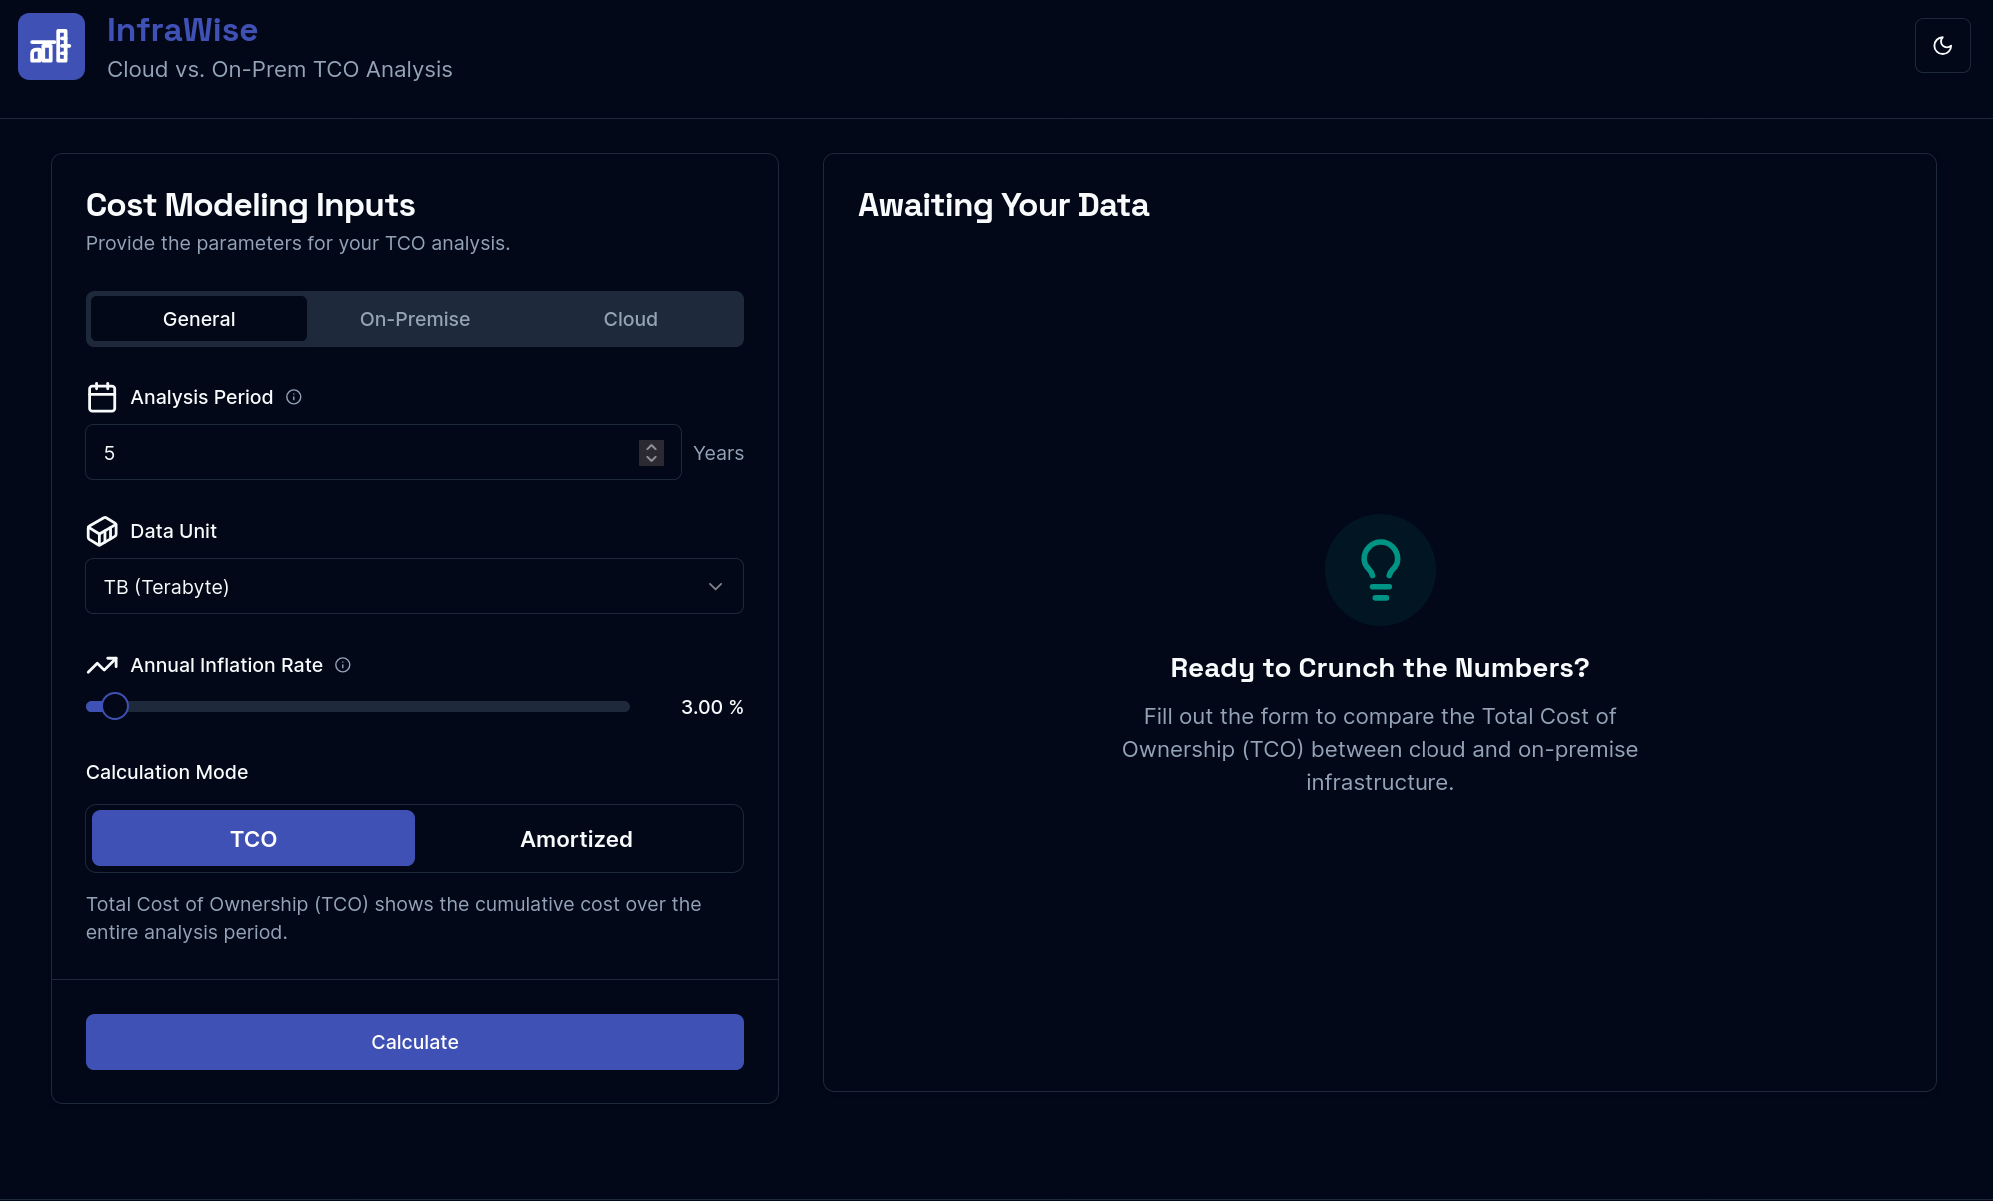 InfraWise
Cloud vs. On-Prem TCO Analysis
Cost Modeling Inputs
Provide the parameters for your TCO analysis.
General
On-Premise
Cloud
Analysis Period
5
Years
Data Unit
TB (Terabyte)
Annual Inflation Rate
3.00 %
Calculation Mode
TCO
Amortized
Total Cost of Ownership (TCO) shows the cumulative cost over the
entire analysis period.
Calculate
Awaiting Your Data
Ready to Crunch the Numbers?
Fill out the form to compare the Total Cost of
Ownership (TCO) between cloud and on-premise
infrastructure.